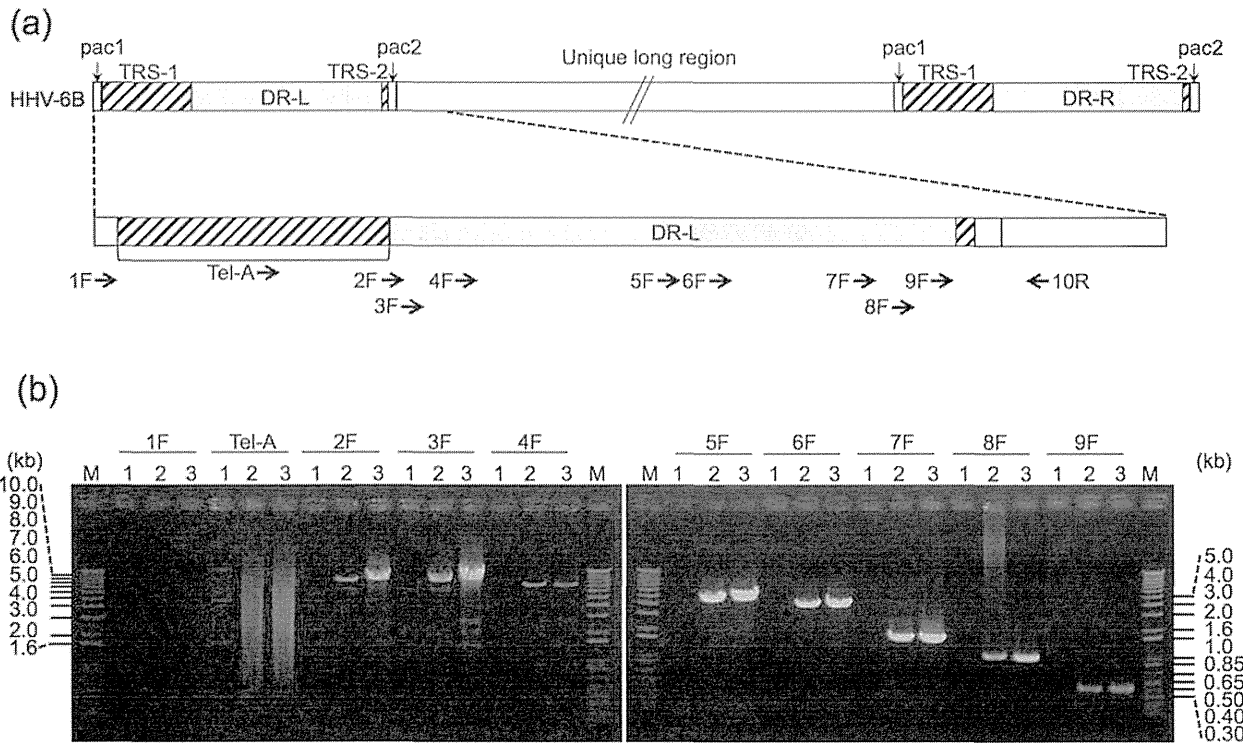 (a)
pac1 pac2 Unique long region pac1 pac2
TRS-1 TRS-2 TRS-1 TRS-2
HHV-6B DR-L DR-R
DR-L
1F Tel-A 2F 4F 5F 6F 7F 9F 10R
3F 8F
(b)
1F Tel-A 2F 3F 4F 5F 6F 7F 8F 9F
(kb) M 1 2 3 1 2 3 1 2 3 1 2 3 1 2 3 M M 1 2 3 1 2 3 1 2 3 1 2 3 1 2 3 M (kb)
10.0
9.0
8.0
7.0
6.0
5.0
4.0
3.0
2.0
1.6
5.0
4.0
3.0
2.0
1.6
1.0
0.85
0.65
0.50
0.40
0.30